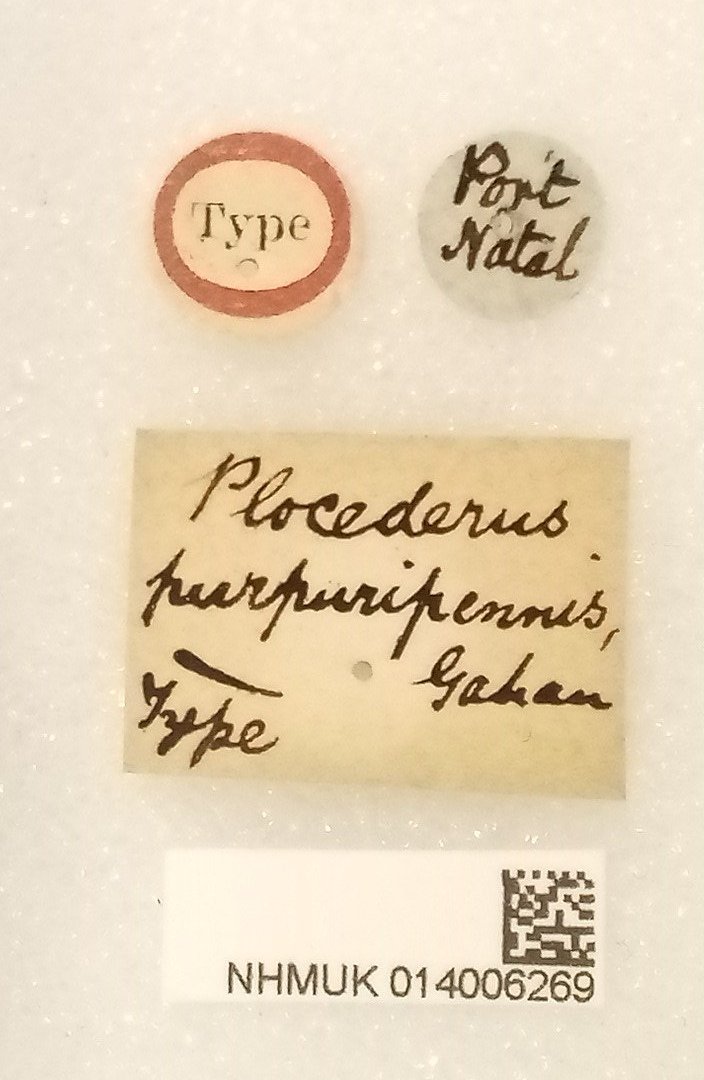 Type
Port
Natal
Plocederus
purpuripennis,
Gahan
Type
NHMUK 014006269